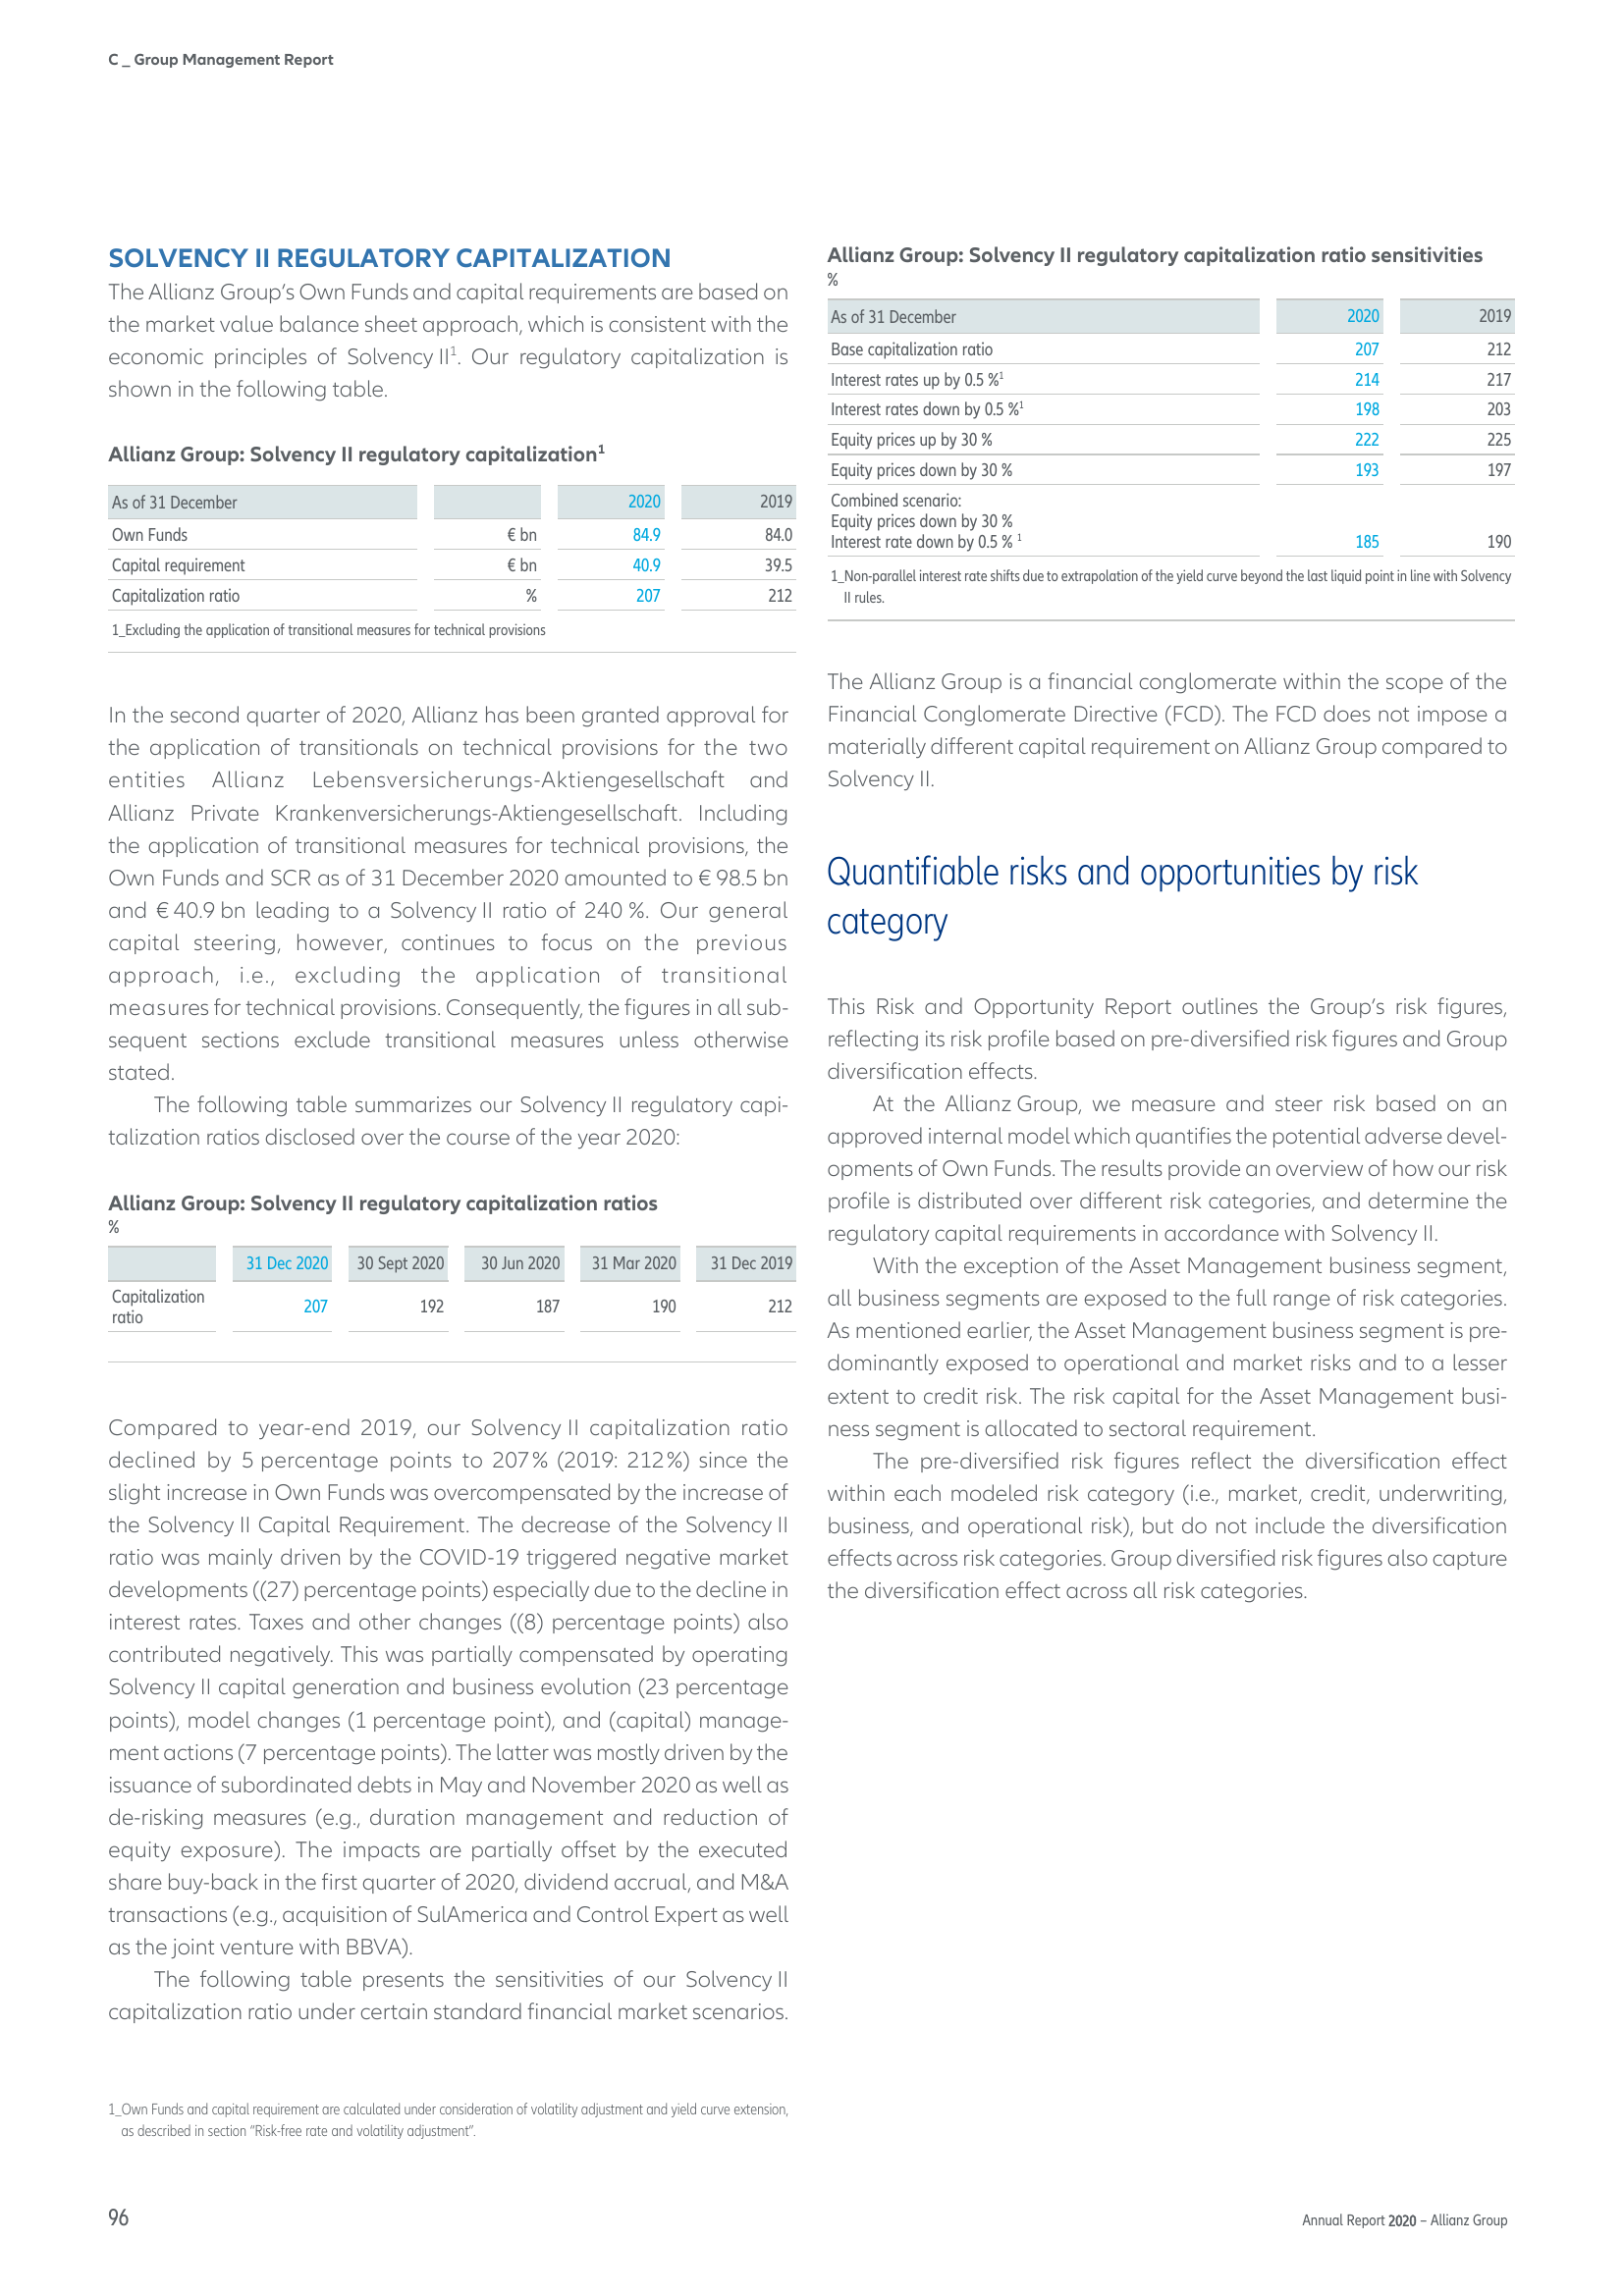 C _ Group Management Report
SOLVENCY II REGULATORY CAPITALIZATION
The Allianz Group's Own Funds and capital requirements are based on
the market value balance sheet approach, which is consistent with the
economic principles of Solvency II1. Our regulatory capitalization is
shown in the following table.
Allianz Group: Solvency II regulatory capitalization1
As of 31 December 2020 2019
Own Funds € bn 84.9 84.0
Capital requirement € bn 40.9 39.5
Capitalization ratio % 207 212
1_Excluding the application of transitional measures for technical provisions
In the second quarter of 2020, Allianz has been granted approval for
the application of transitionals on technical provisions for the two
entities Allianz Lebensversicherungs-Aktiengesellschaft and
Allianz Private Krankenversicherungs-Aktiengesellschaft. Including
the application of transitional measures for technical provisions, the
Own Funds and SCR as of 31 December 2020 amounted to € 98.5 bn
and € 40.9 bn leading to a Solvency II ratio of 240 %. Our general
capital steering, however, continues to focus on the previous
approach, i.e., excluding the application of transitional
measures for technical provisions. Consequently, the figures in all sub-
sequent sections exclude transitional measures unless otherwise
stated.
The following table summarizes our Solvency II regulatory capi-
talization ratios disclosed over the course of the year 2020:
Allianz Group: Solvency II regulatory capitalization ratios
%
31 Dec 2020 30 Sept 2020 30 Jun 2020 31 Mar 2020 31 Dec 2019
Capitalization
ratio 207 192 187 190 212
Compared to year-end 2019, our Solvency II capitalization ratio
declined by 5 percentage points to 207 % (2019: 212 %) since the
slight increase in Own Funds was overcompensated by the increase of
the Solvency II Capital Requirement. The decrease of the Solvency II
ratio was mainly driven by the COVID-19 triggered negative market
developments ((27) percentage points) especially due to the decline in
interest rates. Taxes and other changes ((8) percentage points) also
contributed negatively. This was partially compensated by operating
Solvency II capital generation and business evolution (23 percentage
points), model changes (1 percentage point), and (capital) manage-
ment actions (7 percentage points). The latter was mostly driven by the
issuance of subordinated debts in May and November 2020 as well as
de-risking measures (e.g., duration management and reduction of
equity exposure). The impacts are partially offset by the executed
share buy-back in the first quarter of 2020, dividend accrual, and M&A
transactions (e.g., acquisition of SulAmerica and Control Expert as well
as the joint venture with BBVA).
The following table presents the sensitivities of our Solvency II
capitalization ratio under certain standard financial market scenarios.
1_Own Funds and capital requirement are calculated under consideration of volatility adjustment and yield curve extension,
as described in section "Risk-free rate and volatility adjustment".
Allianz Group: Solvency II regulatory capitalization ratio sensitivities
%
As of 31 December 2020 2019
Base capitalization ratio 207 212
Interest rates up by 0.5 %1 214 217
Interest rates down by 0.5 %1 198 203
Equity prices up by 30 % 222 225
Equity prices down by 30 % 193 197
Combined scenario:
Equity prices down by 30 %
Interest rate down by 0.5 % 1 185 190
1_Non-parallel interest rate shifts due to extrapolation of the yield curve beyond the last liquid point in line with Solvency
II rules.
The Allianz Group is a financial conglomerate within the scope of the
Financial Conglomerate Directive (FCD). The FCD does not impose a
materially different capital requirement on Allianz Group compared to
Solvency II.
Quantifiable risks and opportunities by risk
category
This Risk and Opportunity Report outlines the Group's risk figures,
reflecting its risk profile based on pre-diversified risk figures and Group
diversification effects.
At the Allianz Group, we measure and steer risk based on an
approved internal model which quantifies the potential adverse devel-
opments of Own Funds. The results provide an overview of how our risk
profile is distributed over different risk categories, and determine the
regulatory capital requirements in accordance with Solvency II.
With the exception of the Asset Management business segment,
all business segments are exposed to the full range of risk categories.
As mentioned earlier, the Asset Management business segment is pre-
dominantly exposed to operational and market risks and to a lesser
extent to credit risk. The risk capital for the Asset Management busi-
ness segment is allocated to sectoral requirement.
The pre-diversified risk figures reflect the diversification effect
within each modeled risk category (i.e., market, credit, underwriting,
business, and operational risk), but do not include the diversification
effects across risk categories. Group diversified risk figures also capture
the diversification effect across all risk categories.
96
Annual Report 2020 – Allianz Group